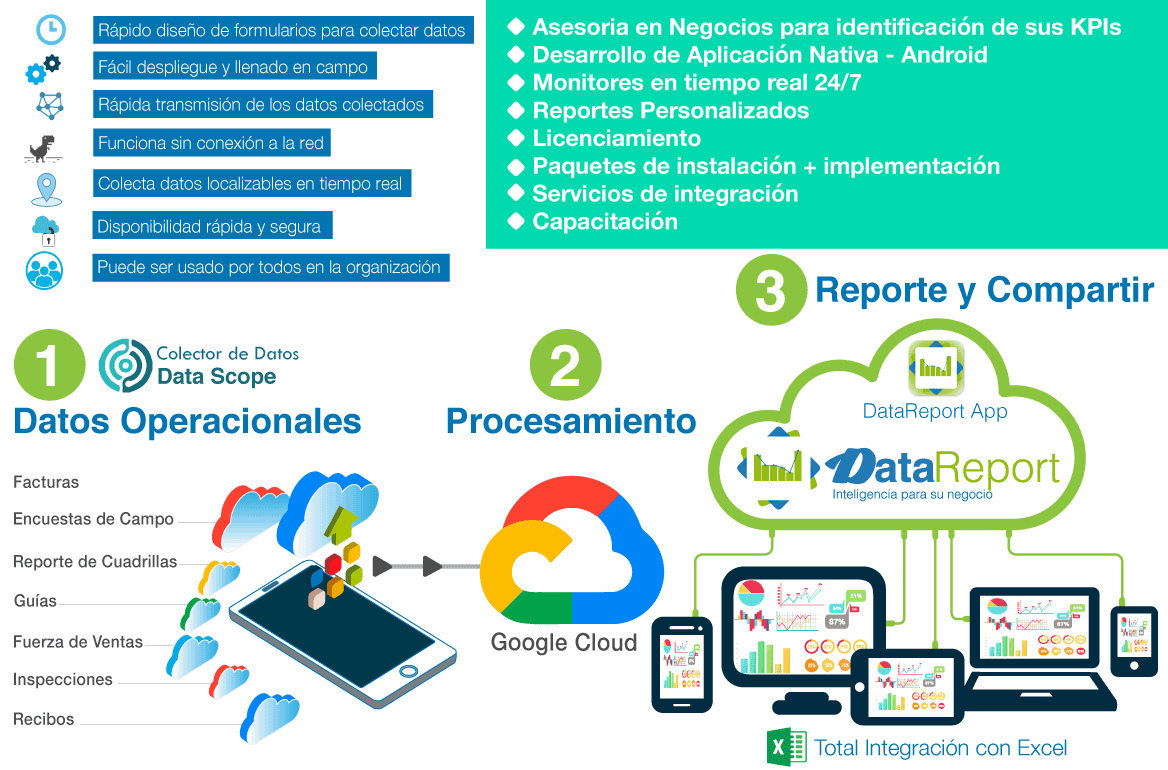 Rápido diseño de formularios para colectar datos
Fácil despliegue y llenado en campo
Rápida transmisión de los datos colectados
Funciona sin conexión a la red
Colecta datos localizables en tiempo real
Disponibilidad rápida y segura
Puede ser usado por todos en la organización
Asesoria en Negocios para identificación de sus KPIs
Desarrollo de Aplicación Nativa - Android
Monitores en tiempo real 24/7
Reportes Personalizados
Licenciamiento
Paquetes de instalación + implementación
Servicios de integración
Capacitación
1
Colector de Datos
Data Scope
Datos Operacionales
Facturas
Encuestas de Campo
Reporte de Cuadrillas
Guías
Fuerza de Ventas
Inspecciones
Recibos
2
Procesamiento
Google Cloud
3 Reporte y Compartir
DataReport App
DataReport
Inteligencia para su negocio
51%
87%
87%
X
Total Integración con Excel